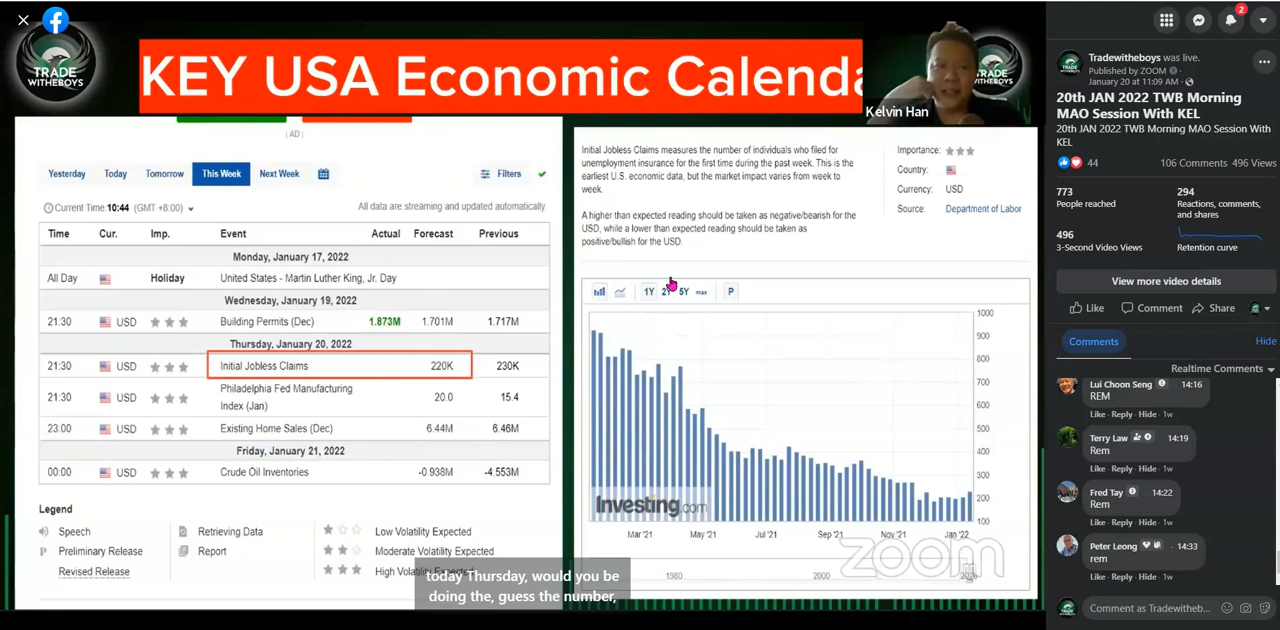 TRADE
WITHEBOYS
KEY USA Economic Calenda
TRADE
WITHEBOYS
Kelvin Han
| AD |
Yesterday Today Tomorrow This Week Next Week Filters
Current Time: 10:44 (GMT +8:00) All data are streaming and updated automatically.
Time Cur. Imp. Event Actual Forecast Previous
Monday, January 17, 2022
All Day Holiday United States - Martin Luther King, Jr. Day
Wednesday, January 19, 2022
21:30 USD Building Permits (Dec) 1.873M 1.701M 1.717M
Thursday, January 20, 2022
21:30 USD Initial Jobless Claims 220K 230K
21:30 USD Philadelphia Fed Manufacturing Index (Jan) 20.0 15.4
23:00 USD Existing Home Sales (Dec) 6.44M 6.46M
Friday, January 21, 2022
00:00 USD Crude Oil Inventories -0.938M -4.553M
Legend
Speech Retrieving Data Low Volatility Expected
P Preliminary Release Report Moderate Volatility Expected
Revised Release High Volatility
today Thursday, would you be
doing the, guess the number,
Initial Jobless Claims measures the number of individuals who filed for
unemployment insurance for the first time during the past week. This is the
earliest U.S. economic data, but the market impact varies from week to
week.
A higher than expected reading should be taken as negative/bearish for the
USD, while a lower than expected reading should be taken as
positive/bullish for the USD.
Importance:
Country:
Currency: USD
Source: Department of Labor
1Y 2Y 5Y max P
1000
900
800
700
600
500
400
300
200
100
Investing.com
Mar '21 May '21 Jul '21 Sep '21 Nov '21 Jan '22
1980 2000
zoom
2
Tradewitheboys was live.
Published by ZOOM
January 20 at 11:09 AM
20th JAN 2022 TWB Morning
MAO Session With KEL
20th JAN 2022 TWB Morning MAO Session With
KEL
44 106 Comments 496 Views
773 294
People reached Reactions, comments, and shares
496
3-Second Video Views Retention curve
View more video details
Like Comment Share
Comments Hide
Realtime Comments
Lui Choon Seng 14:16
REM
Like · Reply · Hide · 1w
Terry Law 14:19
Rem
Like · Reply · Hide · 1w
Fred Tay 14:22
Rem
Like · Reply · Hide · 1w
Peter Leong 14:33
rem
Like · Reply · Hide · 1w
Comment as Tradewitheb...